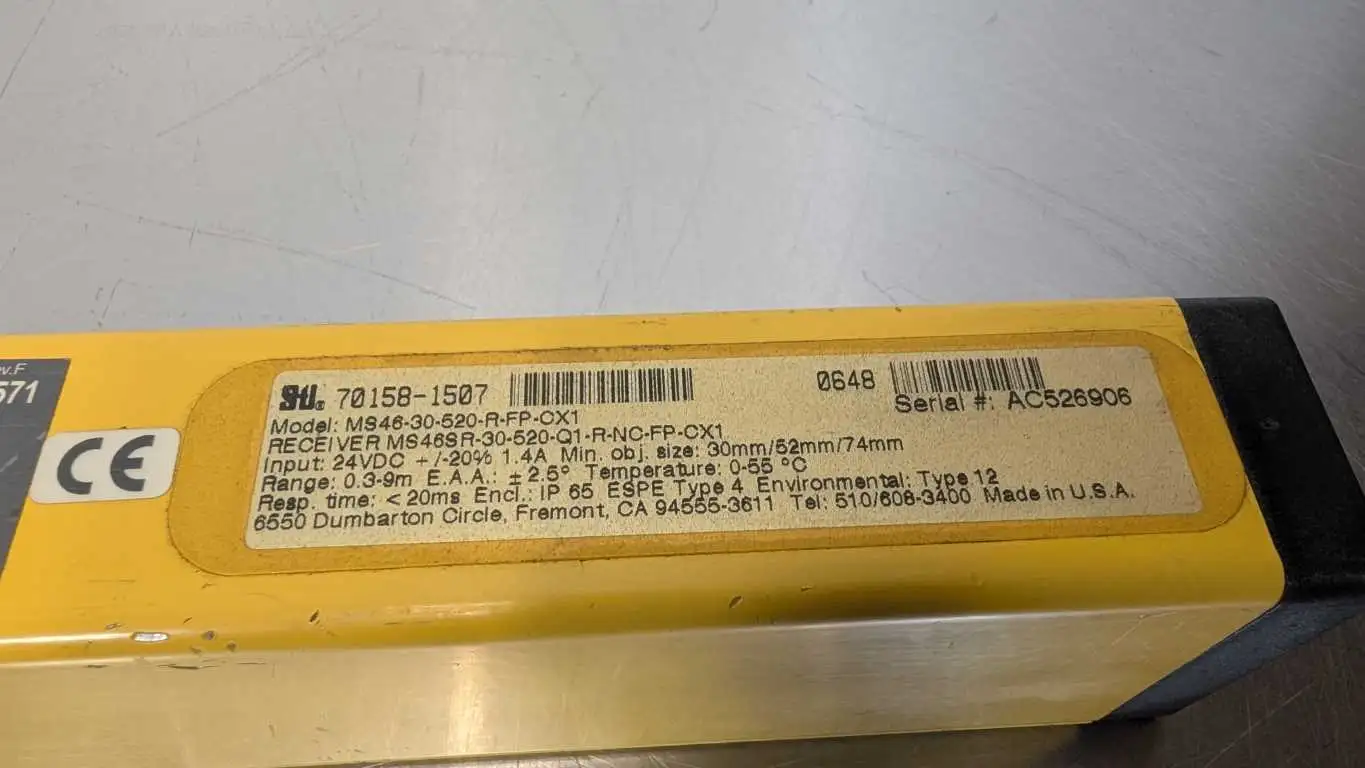 v.F
571
CE
STI® 70158-1507
0648
Serial #: AC526906
Model: MS46-30-520-R-FP-CX1
RECEIVER MS46SR-30-520-Q1-R-NC-FP-CX1
Input: 24VDC +/-20% 1.4A Min. obj. size: 30mm/52mm/74mm
Range: 0.3-9m E.A.A.: ± 2.5° Temperature: 0-55 °C
Resp. time: < 20ms Encl.: IP 65 ESPE Type 4 Environmental: Type 12
6550 Dumbarton Circle, Fremont, CA 94555-3611 Tel: 510/608-3400 Made in U.S.A.